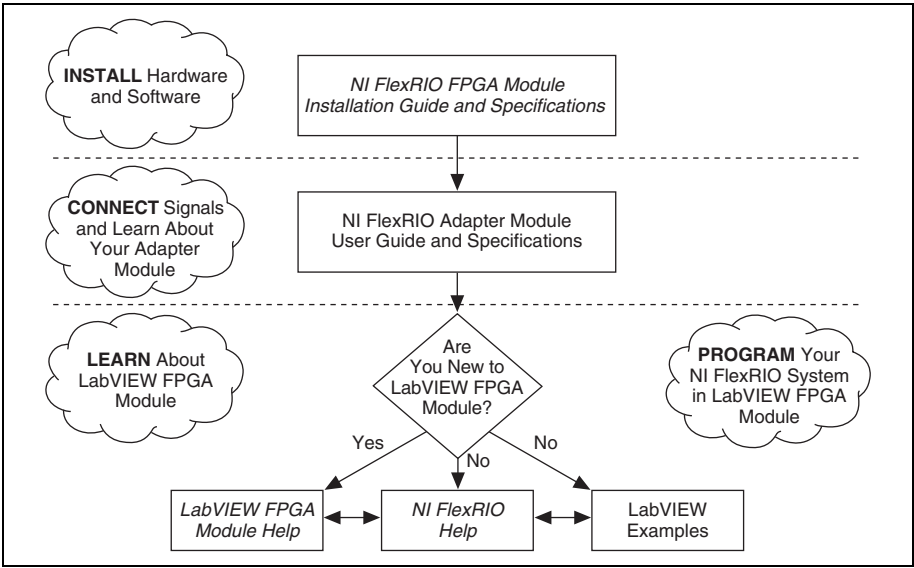 INSTALL Hardware
and Software
NI FlexRIO FPGA Module
Installation Guide and Specifications
CONNECT Signals
and Learn About
Your Adapter
Module
NI FlexRIO Adapter Module
User Guide and Specifications
LEARN About
LabVIEW FPGA
Module
Are
You New to
LabVIEW FPGA
Module?
PROGRAM Your
NI FlexRIO System
in LabVIEW FPGA
Module
Yes
No
No
LabVIEW FPGA
Module Help
NI FlexRIO
Help
LabVIEW
Examples